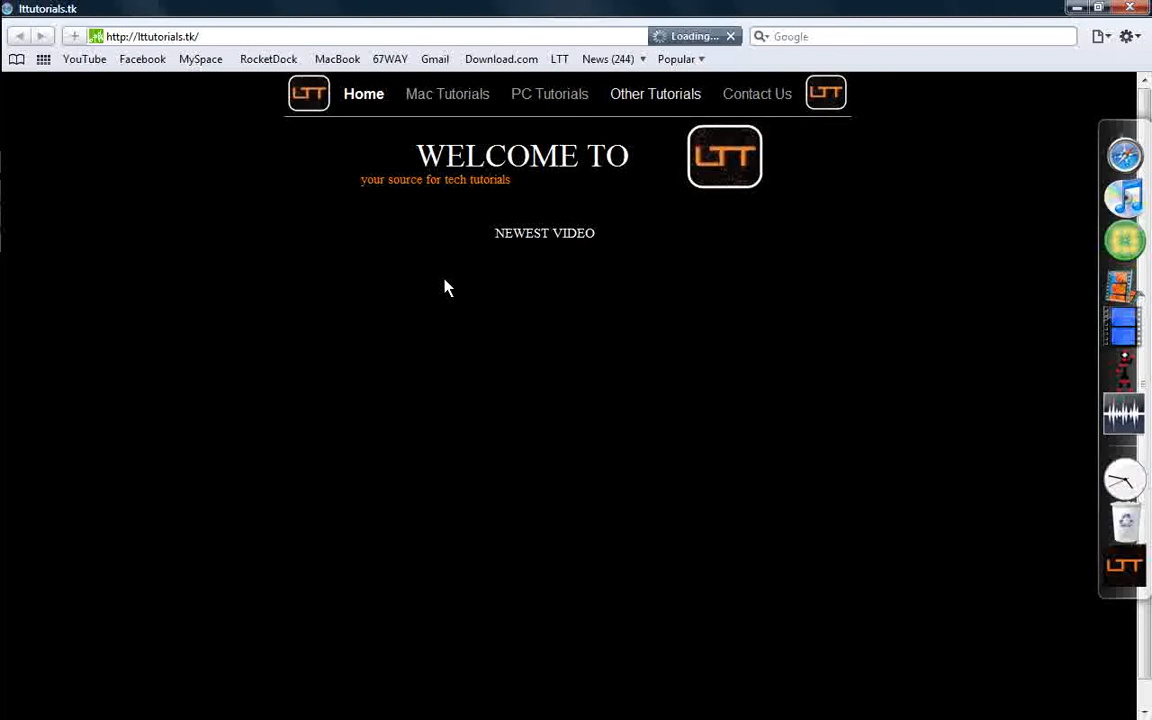 lttutorials.tk
http://lttutorials.tk/
Loading...
Google
YouTube Facebook MySpace RocketDock MacBook 67WAY Gmail Download.com LTT News (244) Popular
LTT Home Mac Tutorials PC Tutorials Other Tutorials Contact Us LTT
WELCOME TO LTT
your source for tech tutorials
NEWEST VIDEO
LTT